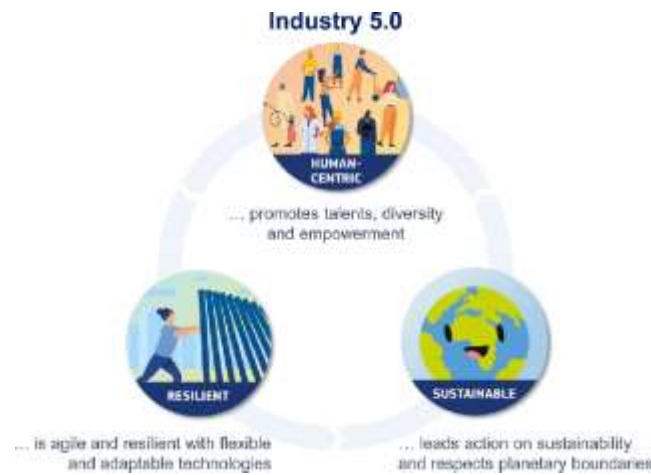 Industry 5.0
HUMAN-
CENTRIC
... promotes talents, diversity
and empowerment
RESILIENT
... is agile and resilient with flexible
and adaptable technologies
SUSTAINABLE
... leads action on sustainability
and respects planetary boundaries